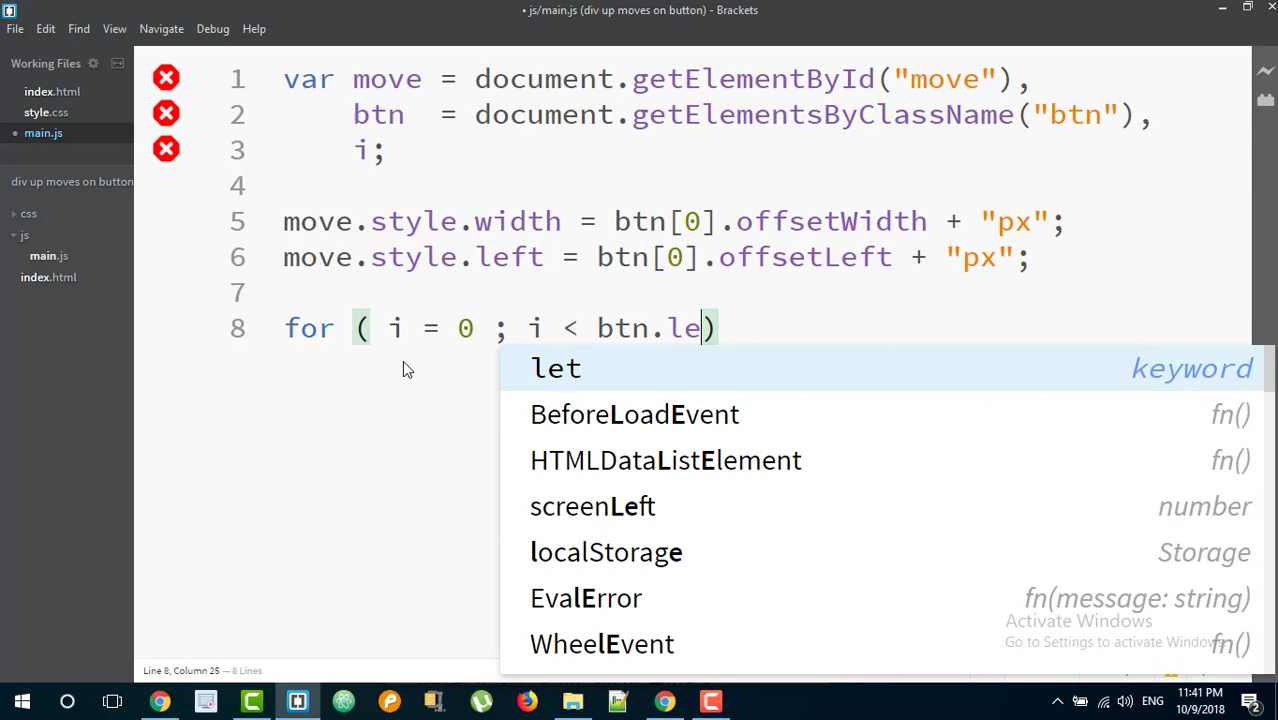 • js/main.js (div up moves on button) - Brackets
File Edit Find View Navigate Debug Help
Working Files
index.html
style.css
• main.js
div up moves on button
css
js
main.js
index.html
1 var move = document.getElementById("move"),
2 btn = document.getElementsByClassName("btn"),
3 i;
4
5 move.style.width = btn[0].offsetWidth + "px";
6 move.style.left = btn[0].offsetLeft + "px";
7
8 for ( i = 0 ; i < btn.le)
let keyword
BeforeLoadEvent fn()
HTMLDataListElement fn()
screenLeft number
localStorage Storage
EvalError fn(message: string)
WheelEvent fn()
Activate Windows
Go to Settings to activate Windows.
Line 8, Column 25 — 8 Lines
ENG
11:41 PM
10/9/2018
2